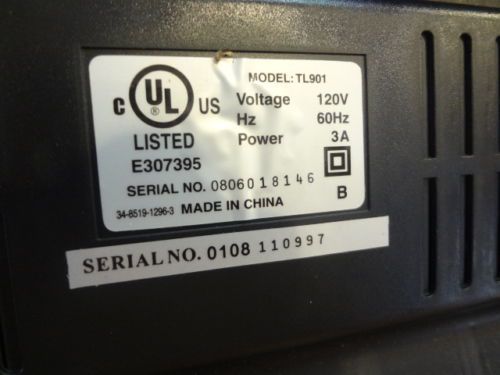 MODEL: TL901
C UL US
Voltage 120V
Hz 60Hz
LISTED
Power 3A
E307395
SERIAL NO. 0806018146
B
34-8519-1296-3 MADE IN CHINA
SERIAL NO. 0108 110997